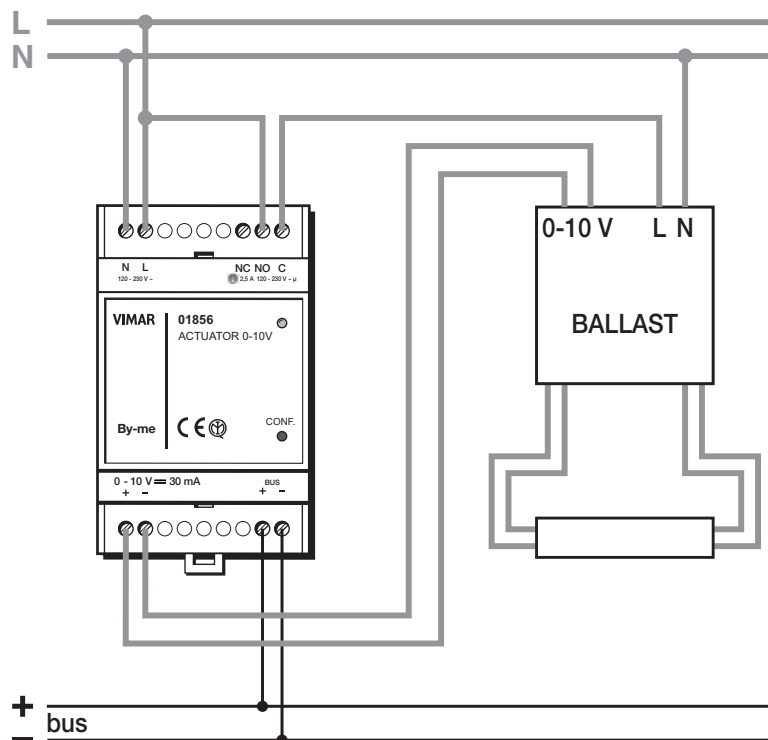 L
N
0-10 V L N
BALLAST
N L NC NO C
120 - 230 V ~ 2,5 A 120 - 230 V ~ µ
VIMAR 01856
ACTUATOR 0-10V
By-me CE CONF.
0 - 10 V 30 mA BUS
+ - + -
+
bus
-